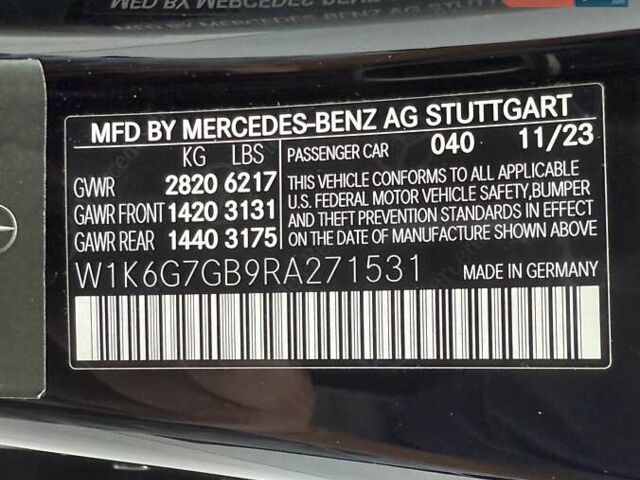 MFD BY MERCEDES-BENZ AG STUTTGART
KG LBS PASSENGER CAR 040 11/23
GVWR 2820 6217
GAWR FRONT 1420 3131
GAWR REAR 1440 3175
THIS VEHICLE CONFORMS TO ALL APPLICABLE
U.S. FEDERAL MOTOR VEHICLE SAFETY, BUMPER
AND THEFT PREVENTION STANDARDS IN EFFECT
ON THE DATE OF MANUFACTURE SHOWN ABOVE
W1K6G7GB9RA271531 MADE IN GERMANY